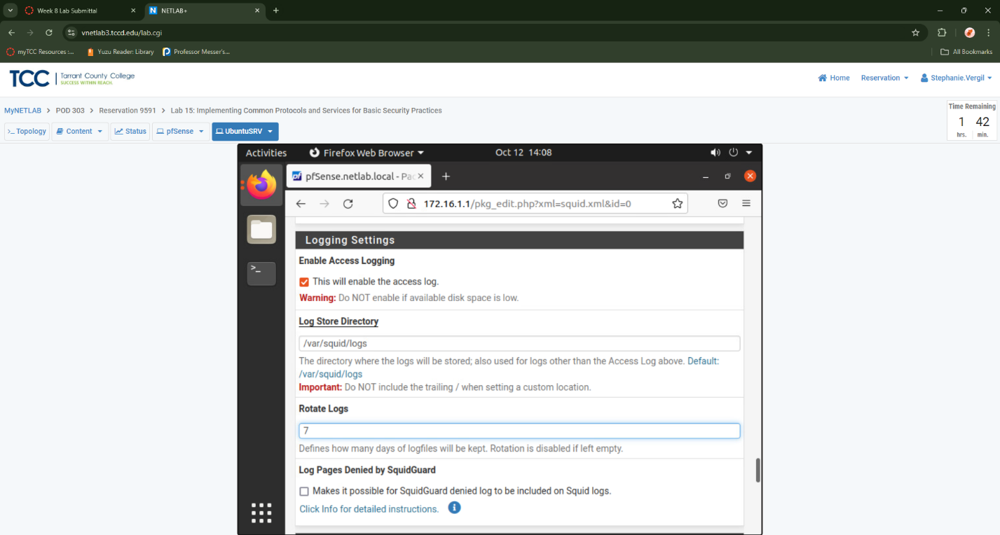 Week 8 Lab Submittal
NETLAB+
vnetlab3.tccd.edu/lab.cgi
myTCC Resources :...
Yuzu Reader: Library
Professor Messer's...
All Bookmarks
TCC
Tarrant County College
SUCCESS WITHIN REACH.
Home
Reservation
Stephanie.Vergil
MyNETLAB > POD 303 > Reservation 9591 > Lab 15: Implementing Common Protocols and Services for Basic Security Practices
Time Remaining
1 42
hrs. min.
>_ Topology
Content
Status
pfSense
UbuntuSRV
Activities
Firefox Web Browser
Oct 12 14:08
pfSense.netlab.local - Pac
172.16.1.1/pkg_edit.php?xml=squid.xml&id=0
Logging Settings
Enable Access Logging
This will enable the access log.
Warning: Do NOT enable if available disk space is low.
Log Store Directory
/var/squid/logs
The directory where the logs will be stored; also used for logs other than the Access Log above. Default:
/var/squid/logs
Important: Do NOT include the trailing / when setting a custom location.
Rotate Logs
7
Defines how many days of logfiles will be kept. Rotation is disabled if left empty.
Log Pages Denied by SquidGuard
Makes it possible for SquidGuard denied log to be included on Squid logs.
Click Info for detailed instructions.